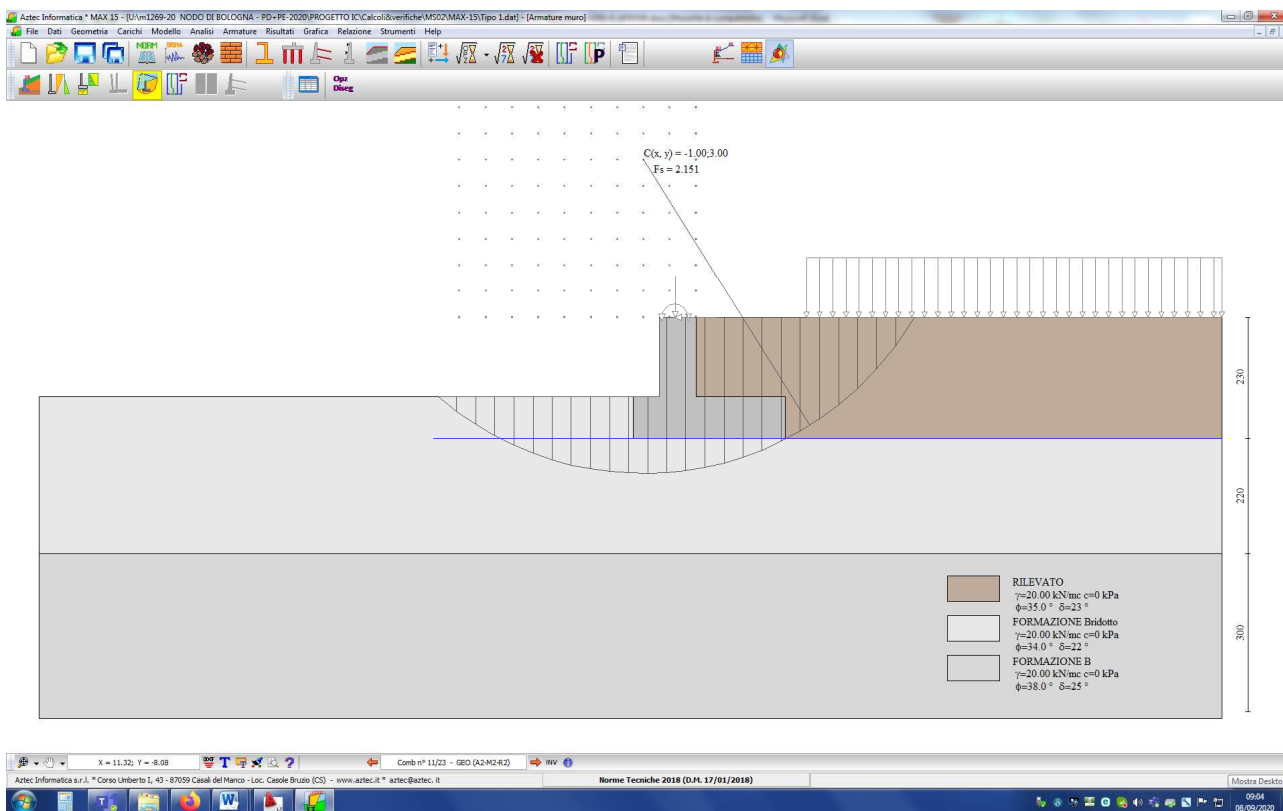 Aztec Informatica * MAX 15 - [U:\m1269-20 NODO DI BOLOGNA - PD+PE-2020\PROGETTO IC\Calcoli&verifiche\MS02\MAX-15\Tipo 1.dat] - [Armature muro]
File Dati Geometria Carichi Modello Analisi Armature Risultati Grafica Relazione Strumenti Help
NORM SISMA
Opz
Diseg
C(x, y) = -1.00;3.00
Fs = 2.151
230
220
300
RILEVATO
γ=20.00 kN/mc c=0 kPa
ϕ=35.0 ° δ=23 °
FORMAZIONE Bridotto
γ=20.00 kN/mc c=0 kPa
ϕ=34.0 ° δ=22 °
FORMAZIONE B
γ=20.00 kN/mc c=0 kPa
ϕ=38.0 ° δ=25 °
X = 11.32; Y = -8.08
Comb n° 11/23 - GEO (A2-M2-R2)
INV
Aztec Informatica s.r.l. * Corso Umberto I, 43 - 87059 Casali del Manco - Loc. Casole Bruzio (CS) - www.aztec.it * aztec@aztec. it
Norme Tecniche 2018 (D.M. 17/01/2018)
Mostra Deskto
09:04
08/09/2020